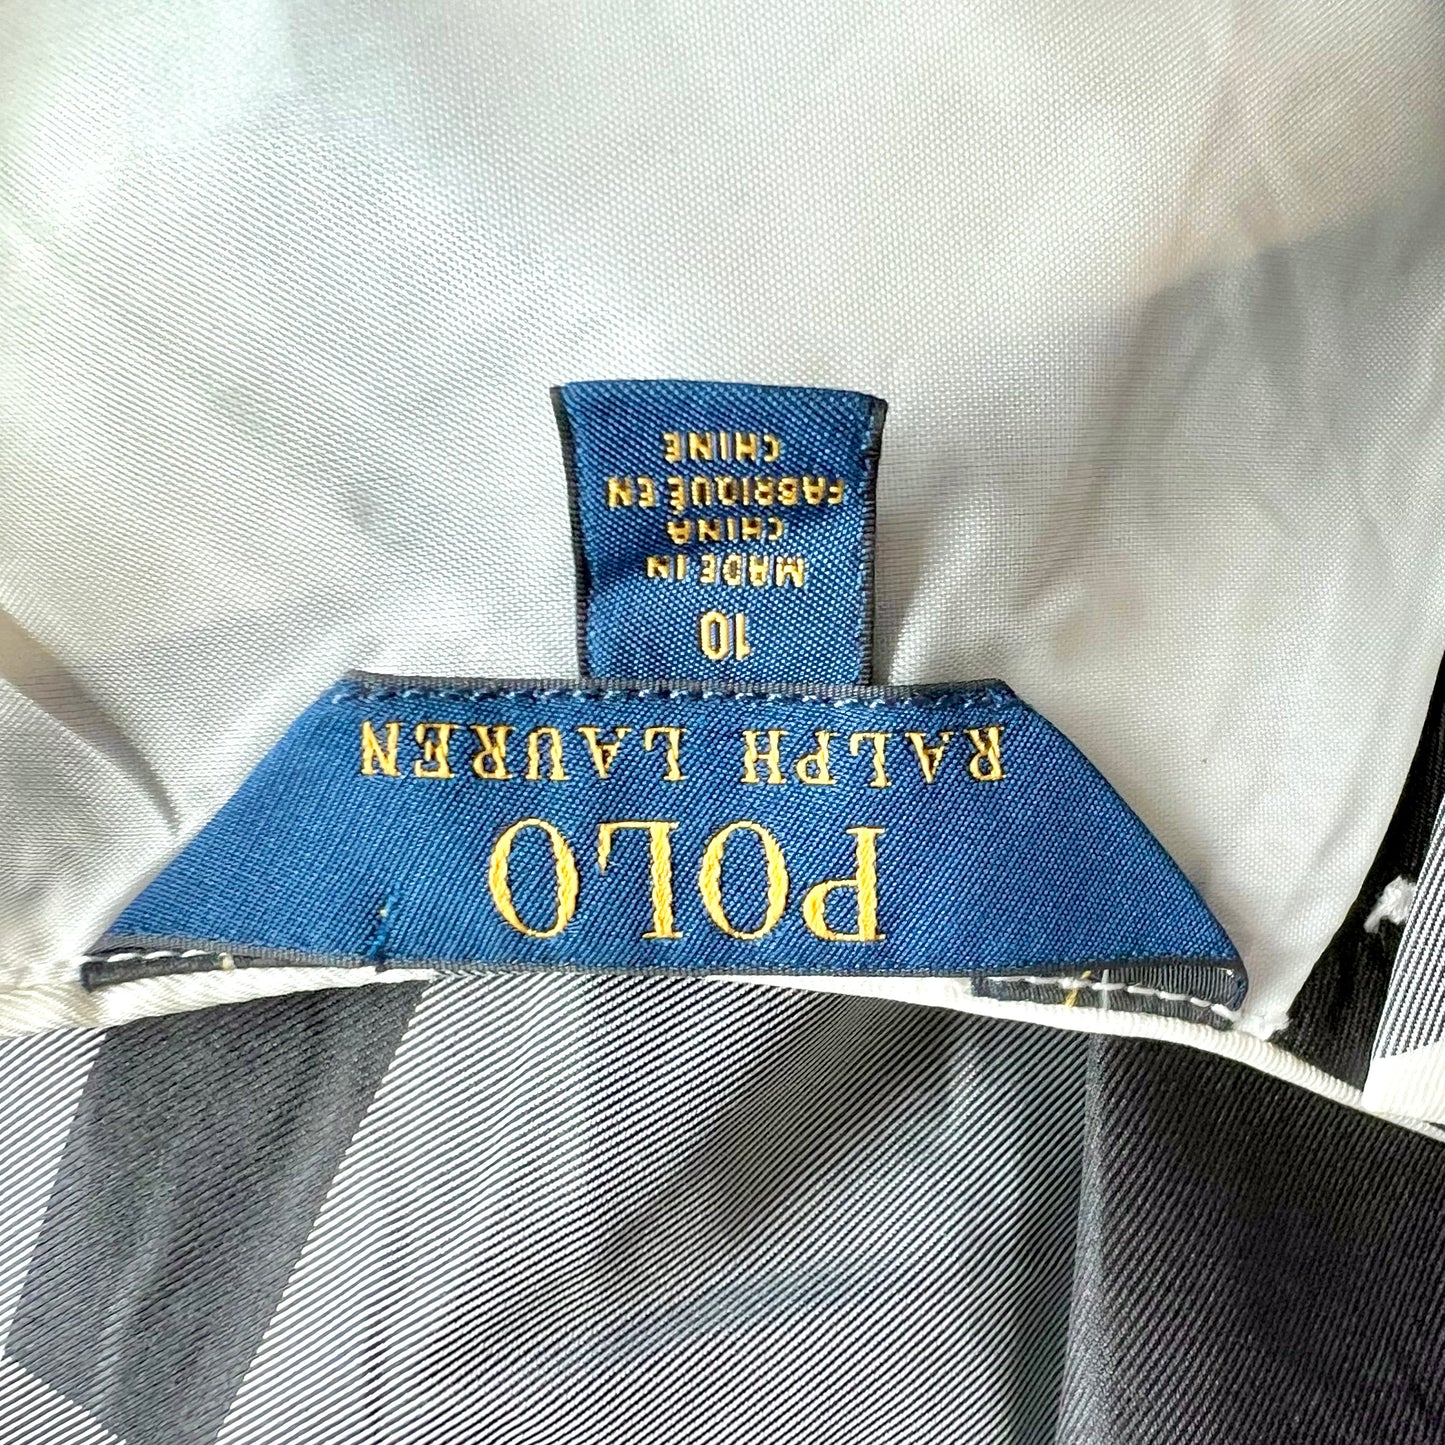 POLO
RALPH LAUREN
10
MADE IN
CHINA
FABRIQUÉ EN
CHINE